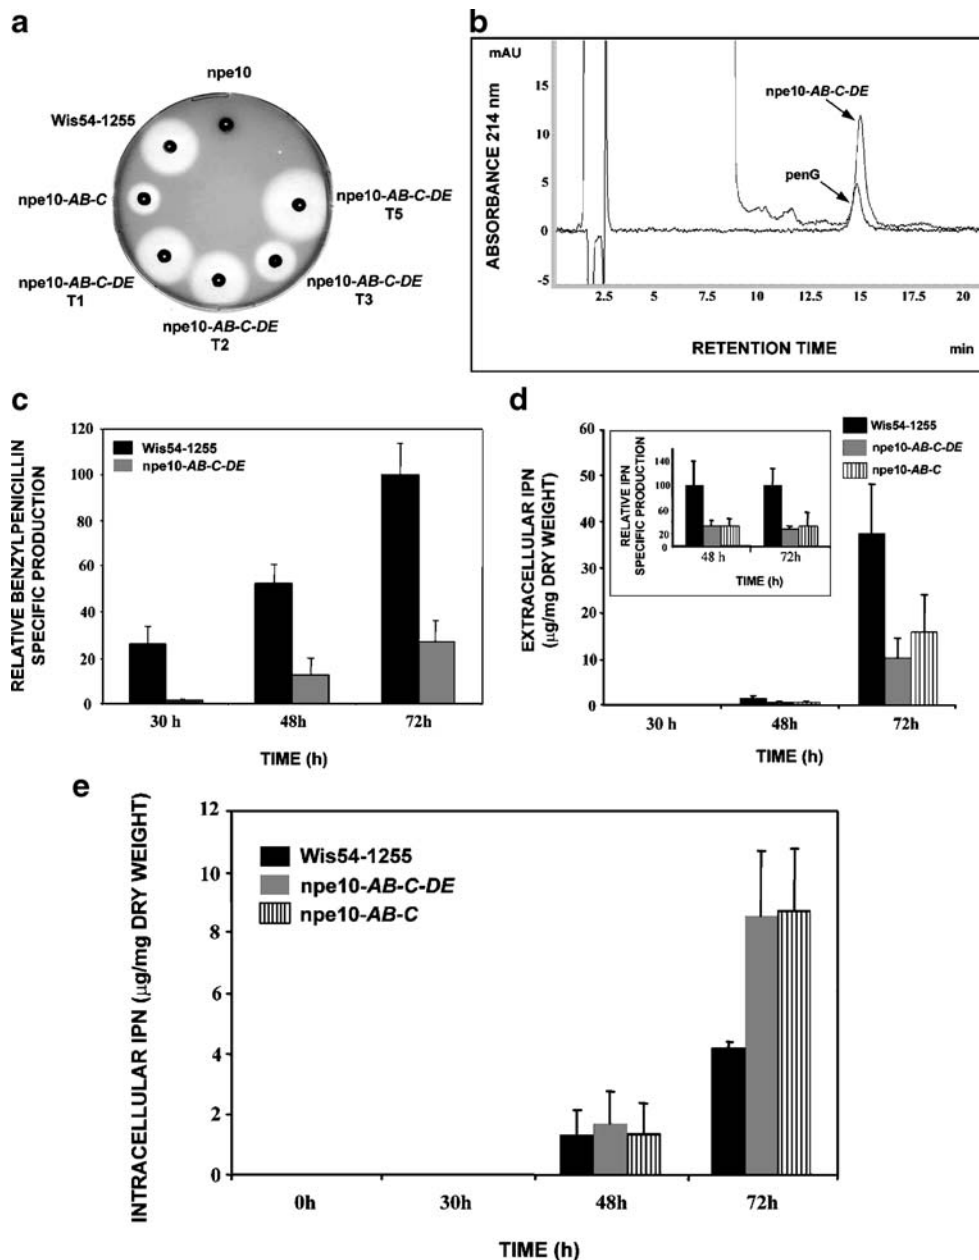 a
npe10
Wis54-1255
npe10-AB-C
npe10-AB-C-DE
T1
npe10-AB-C-DE
T2
npe10-AB-C-DE
T3
npe10-AB-C-DE
T5
b
mAU
ABSORBANCE 214 nm
15
10
5
0
-5
npe10-AB-C-DE
penG
2.5
5
7.5
10
12.5
15
17.5
20
RETENTION TIME
min
c
RELATIVE BENZYLPENICILLIN
SPECIFIC PRODUCTION
120
100
80
60
40
20
0
Wis54-1255
npe10-AB-C-DE
30 h
48h
72h
TIME (h)
d
EXTRACELLULAR IPN
(µg/mg DRY WEIGHT)
60
50
40
30
20
10
0
RELATIVE IPN
SPECIFIC PRODUCTION
140
100
60
20
0
48 h
72h
TIME (h)
Wis54-1255
npe10-AB-C-DE
npe10-AB-C
30 h
48h
72h
TIME (h)
e
INTRACELLULAR IPN (µg/mg DRY WEIGHT)
12
10
8
6
4
2
0
Wis54-1255
npe10-AB-C-DE
npe10-AB-C
0h
30h
48h
72h
TIME (h)